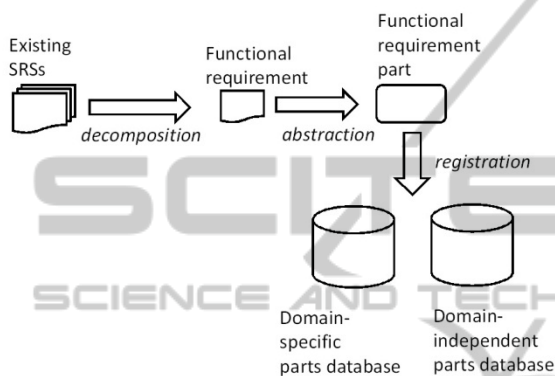 Existing
SRSs
Functional
requirement
Functional
requirement
part
decomposition
abstraction
registration
SCITE
SCIENCE AND TECH
Domain-
specific
parts database
Domain-
independent
parts database